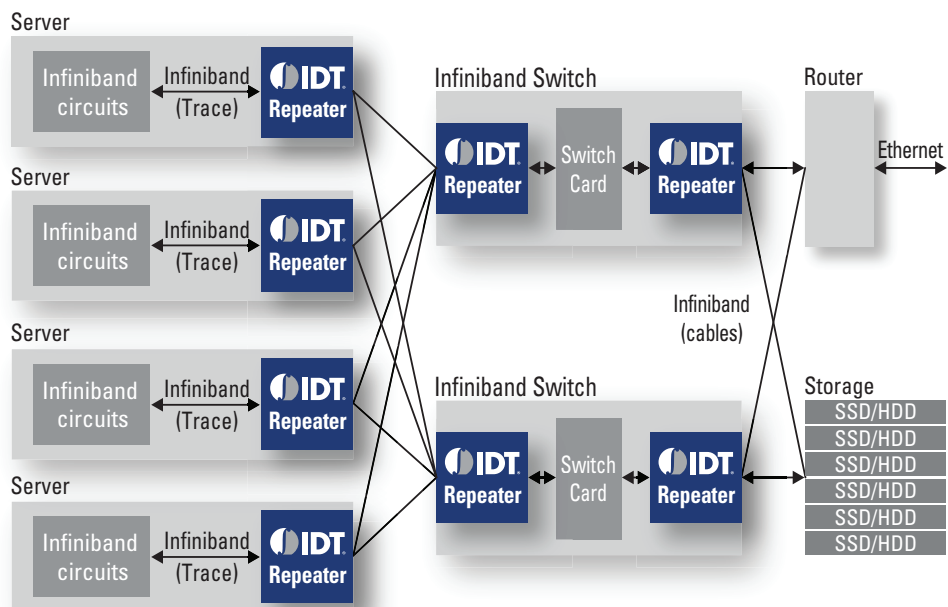 Server
Infiniband
circuits
Infiniband
(Trace)
IDT.
Repeater
Server
Infiniband
circuits
Infiniband
(Trace)
IDT.
Repeater
Server
Infiniband
circuits
Infiniband
(Trace)
IDT.
Repeater
Server
Infiniband
circuits
Infiniband
(Trace)
IDT.
Repeater
Infiniband Switch
IDT.
Repeater
Switch
Card
IDT.
Repeater
Infiniband Switch
IDT.
Repeater
Switch
Card
IDT.
Repeater
Infiniband
(cables)
Router
Ethernet
Storage
SSD/HDD
SSD/HDD
SSD/HDD
SSD/HDD
SSD/HDD
SSD/HDD